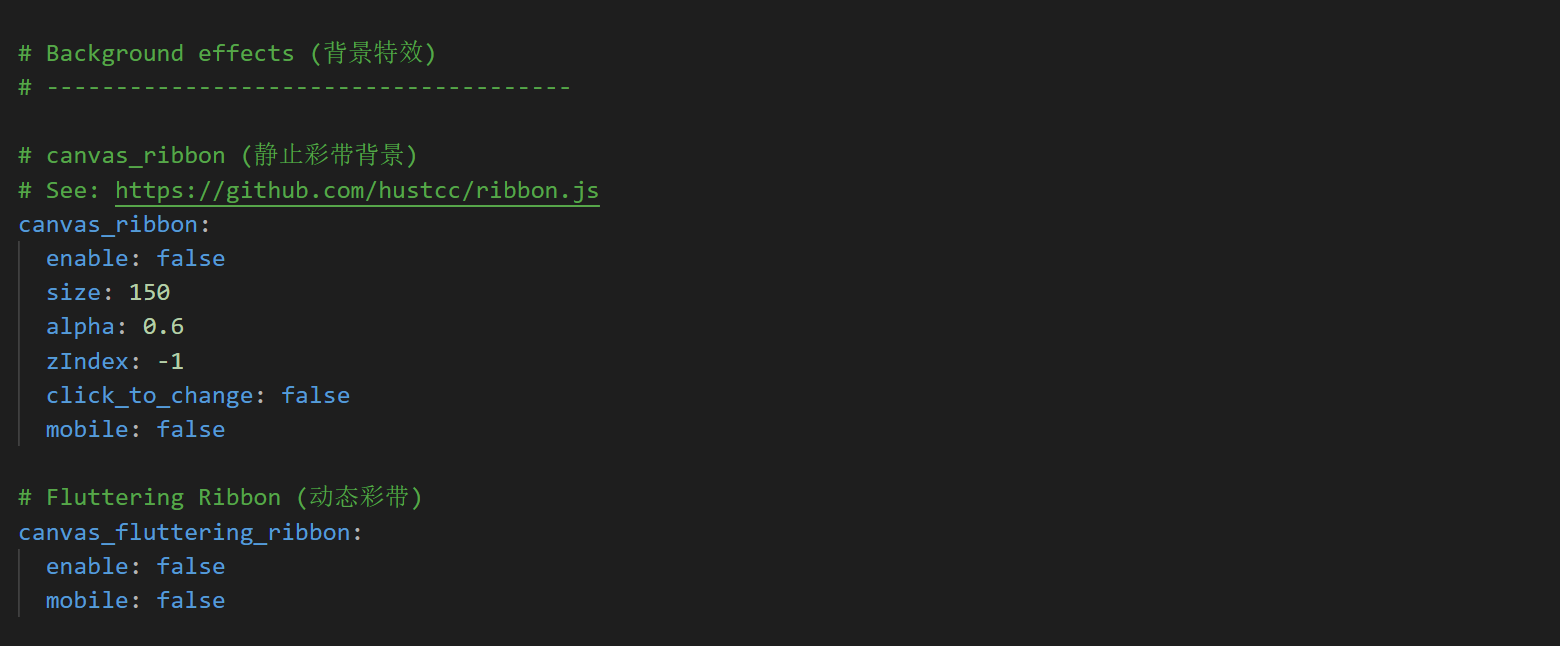 # Background effects (背景特效)
# --------------------------------------
# canvas_ribbon (静止彩带背景)
# See: https://github.com/hustcc/ribbon.js
canvas_ribbon:
  enable: false
  size: 150
  alpha: 0.6
  zIndex: -1
  click_to_change: false
  mobile: false
# Fluttering Ribbon (动态彩带)
canvas_fluttering_ribbon:
  enable: false
  mobile: false